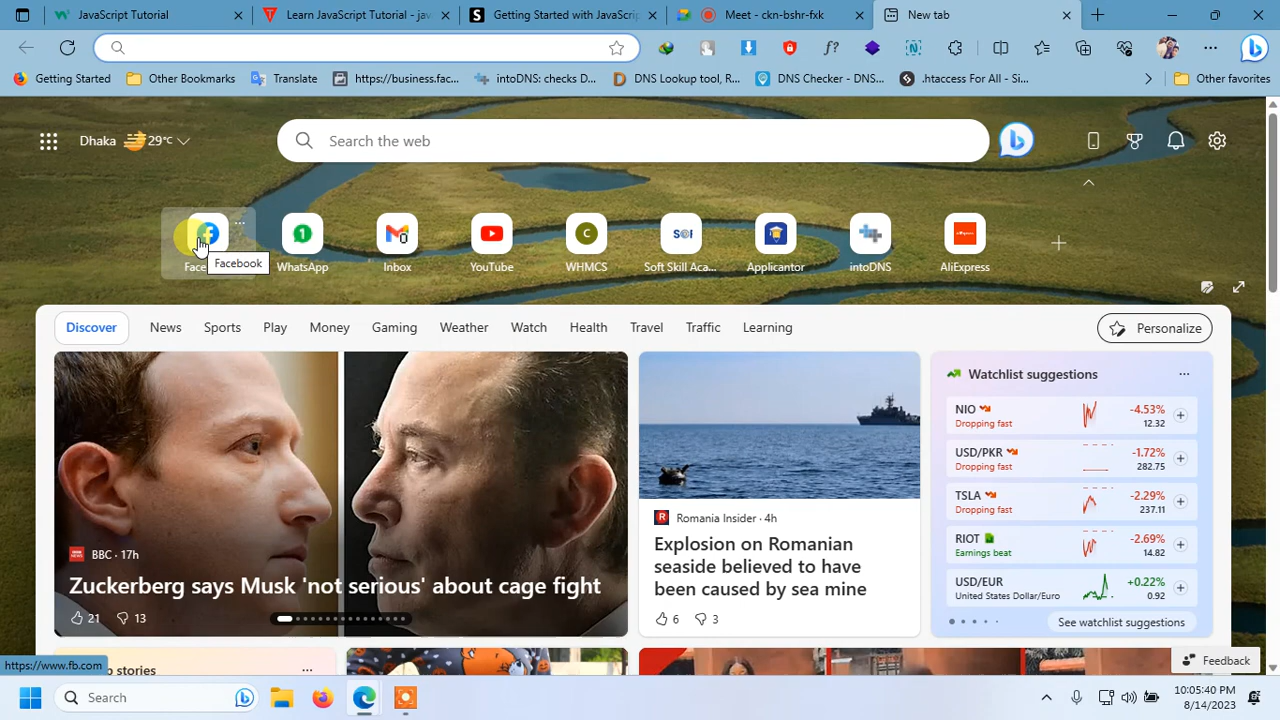 JavaScript Tutorial
Learn JavaScript Tutorial - jav
Getting Started with JavaScrip
Meet - ckn-bshr-fxk
New tab
f?
Getting Started
Other Bookmarks
Translate
https://business.fac...
intoDNS: checks D...
DNS Lookup tool, R...
DNS Checker - DNS...
.htaccess For All - Si...
Other favorites
Dhaka
29°C
Search the web
Facebook
WhatsApp
Inbox
YouTube
WHMCS
Soft Skill Aca...
Applicantor
intoDNS
AliExpress
Discover
News
Sports
Play
Money
Gaming
Weather
Watch
Health
Travel
Traffic
Learning
Personalize
BBC · 17h
Zuckerberg says Musk 'not serious' about cage fight
21
13
Romania Insider · 4h
Explosion on Romanian
seaside believed to have
been caused by sea mine
6
3
Watchlist suggestions
NIO
-4.53%
Dropping fast
12.32
USD/PKR
-1.72%
Dropping fast
282.75
TSLA
-2.29%
Dropping fast
237.11
RIOT
-2.69%
Earnings beat
14.82
USD/EUR
+0.22%
United States Dollar/Euro
0.92
See watchlist suggestions
https://www.fb.com
p stories
Feedback
Search
10:05:40 PM
8/14/2023